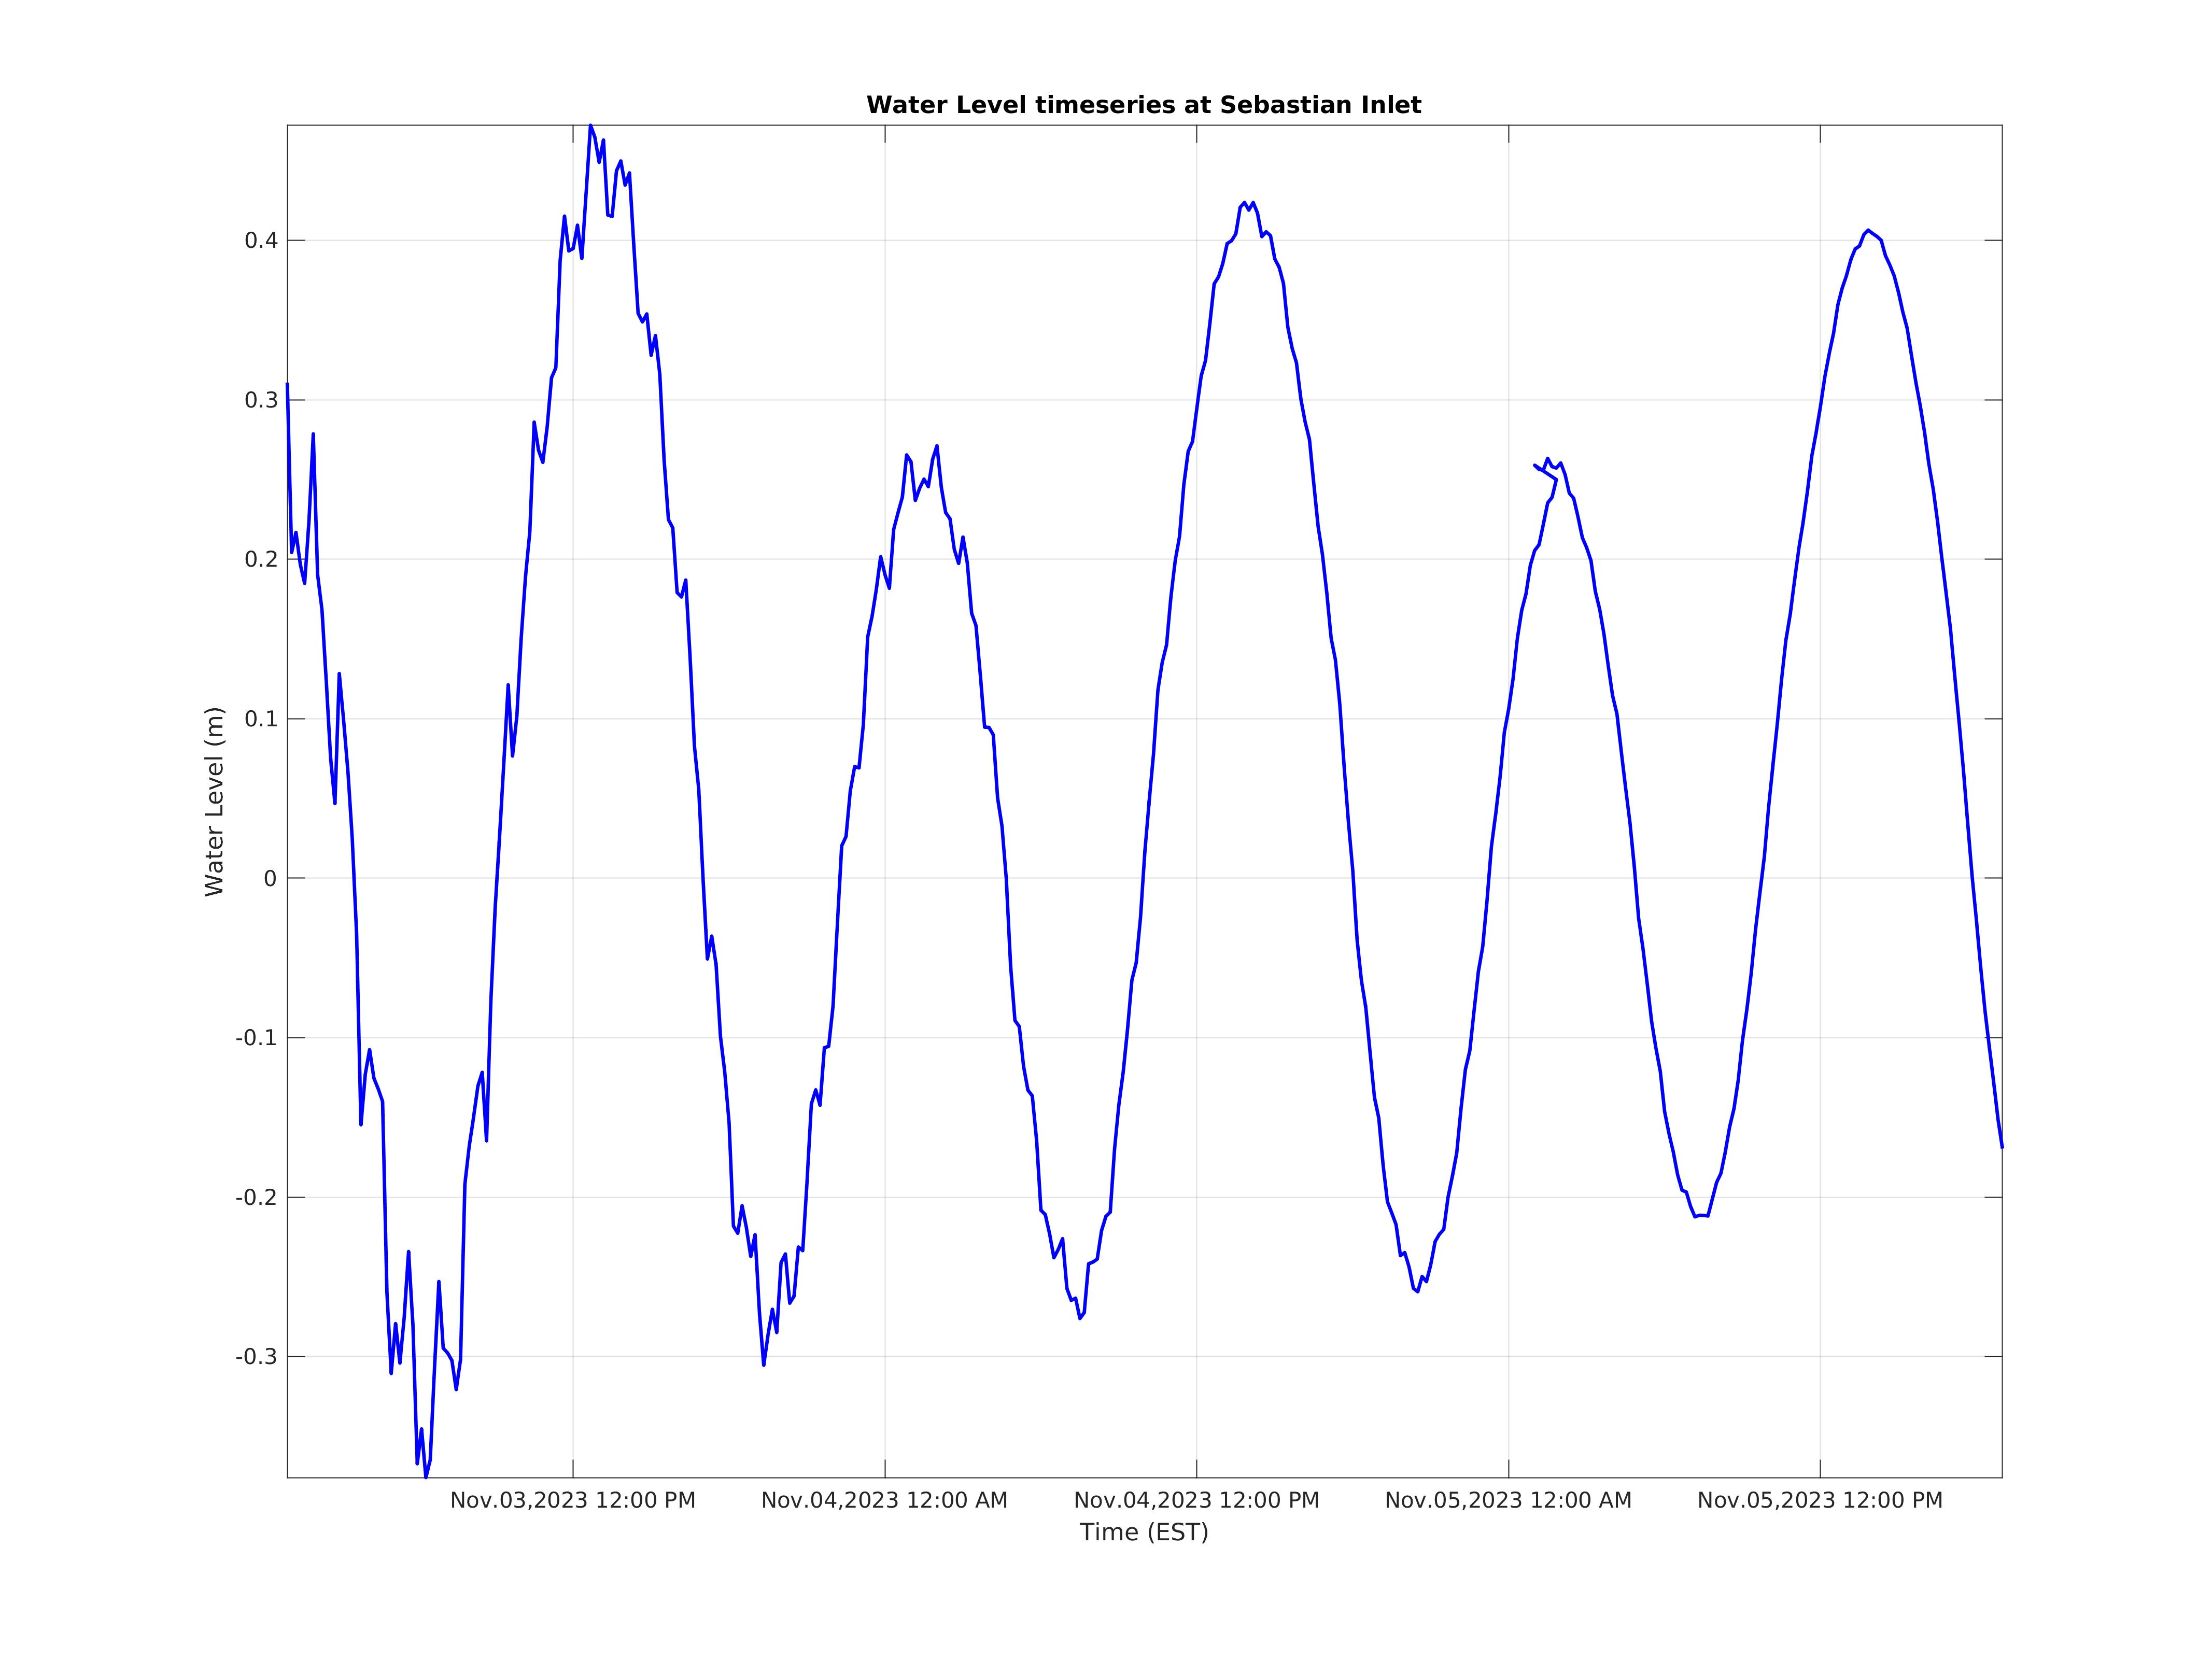 Water Level timeseries at Sebastian Inlet
0.4
0.3
0.2
0.1
0
-0.1
-0.2
-0.3
Water Level (m)
Nov.03,2023 12:00 PM
Nov.04,2023 12:00 AM
Nov.04,2023 12:00 PM
Nov.05,2023 12:00 AM
Nov.05,2023 12:00 PM
Time (EST)